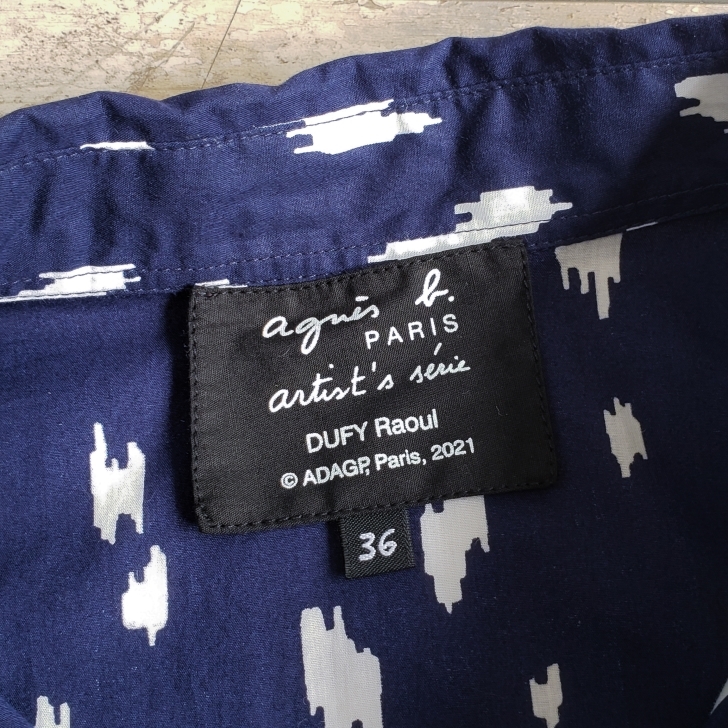 agnès b.
PARIS
artist's série
DUFY Raoul
© ADAGP, Paris, 2021
36